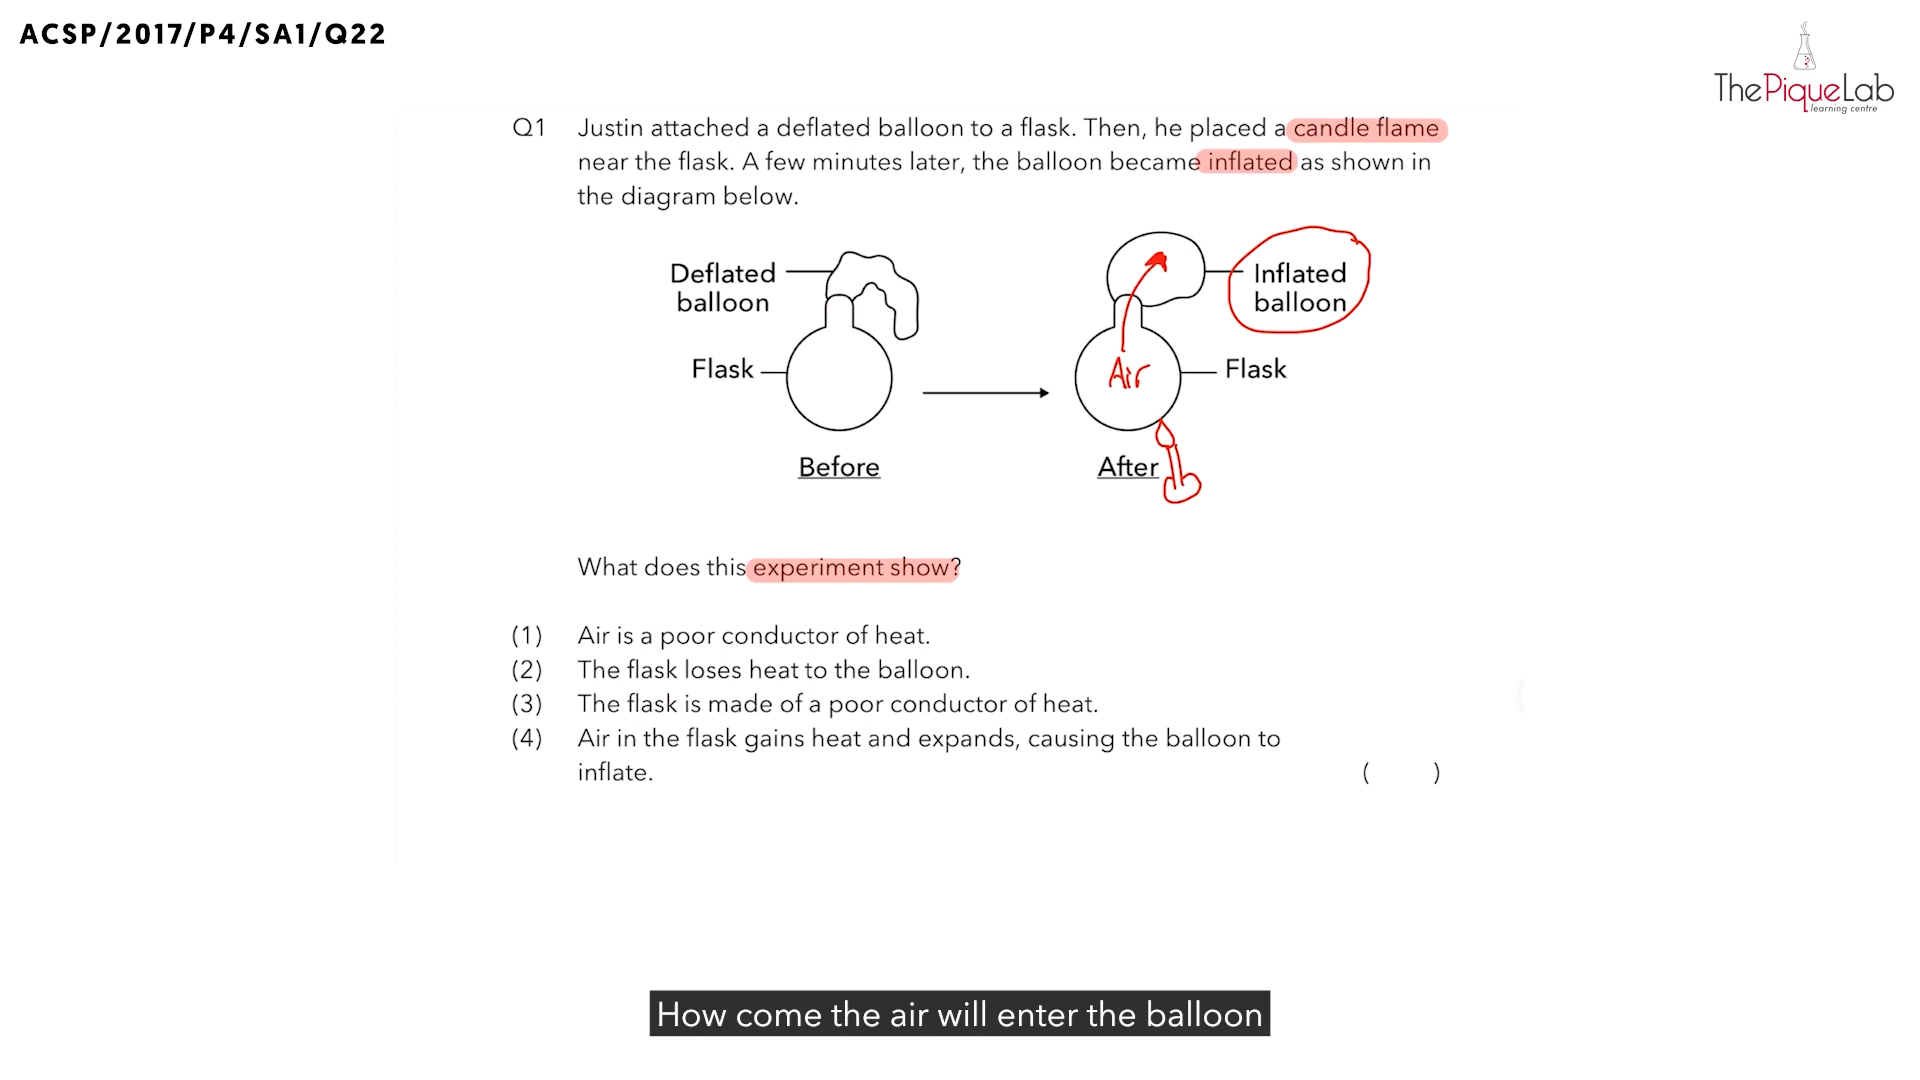 ACSP/2017/P4/SA1/Q22
ThePiqueLab
learning centre
Q1 Justin attached a deflated balloon to a flask. Then, he placed a candle flame
near the flask. A few minutes later, the balloon became inflated as shown in
the diagram below.
Deflated
balloon
Inflated
balloon
Flask
Air
Flask
Before
After
What does this experiment show?
(1) Air is a poor conductor of heat.
(2) The flask loses heat to the balloon.
(3) The flask is made of a poor conductor of heat.
(4) Air in the flask gains heat and expands, causing the balloon to
inflate. ( )
How come the air will enter the balloon